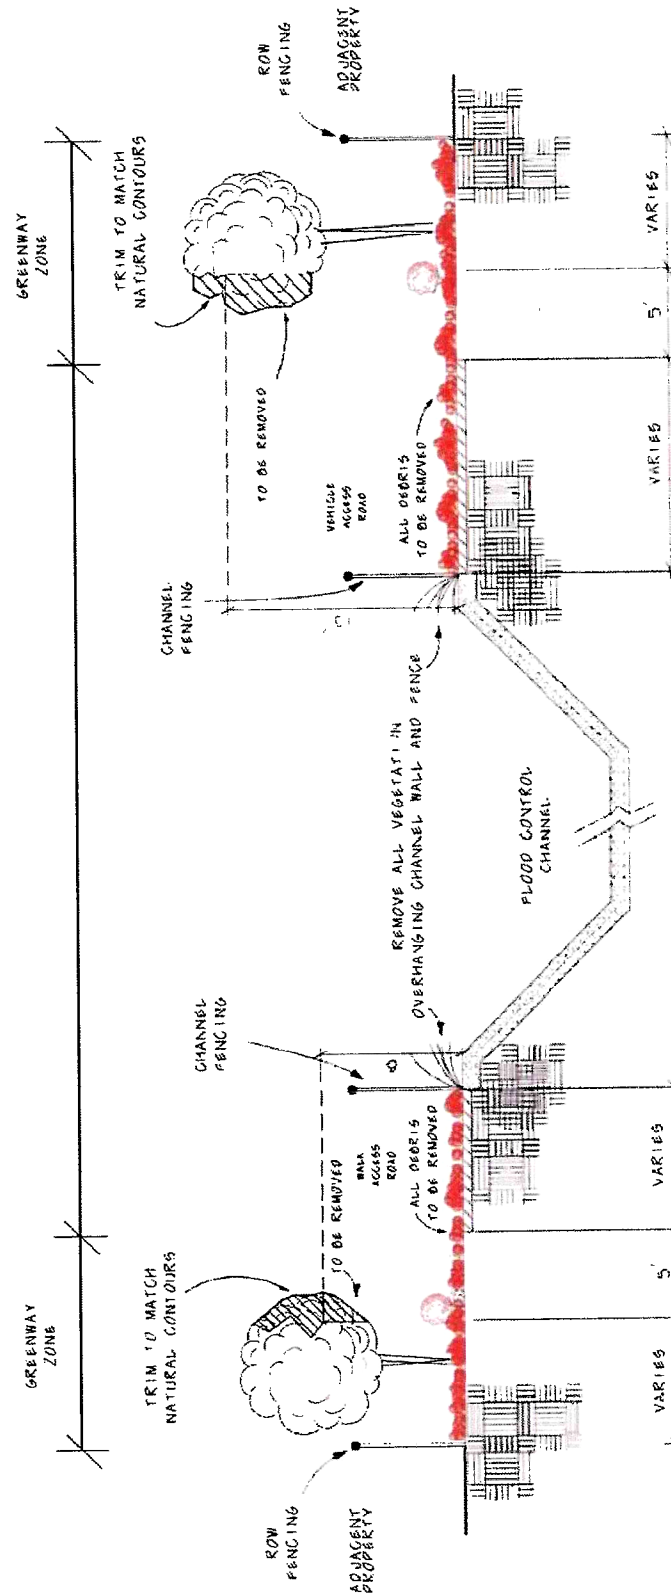 GREENWAY
ZONE
GREENWAY
ZONE
TRIM TO MATCH
NATURAL CONTOURS
CHANNEL
FENCING
CHANNEL
FENCING
TRIM TO MATCH
NATURAL CONTOURS
ROW
FENCING
TO BE REMOVED
TO BE REMOVED
ROW
FENCING
ADJACENT
PROPERTY
WALK
ACCESS
ROAD
8'
VEHICLE
ACCESS
ROAD
ADJACENT
PROPERTY
ALL DEBRIS
TO BE REMOVED
REMOVE ALL VEGETATION
OVERHANGING CHANNEL WALL AND FENCE
ALL DEBRIS
TO BE REMOVED
FLOOD CONTROL
CHANNEL
VARIES
5'
VARIES
VARIES
5'
VARIES